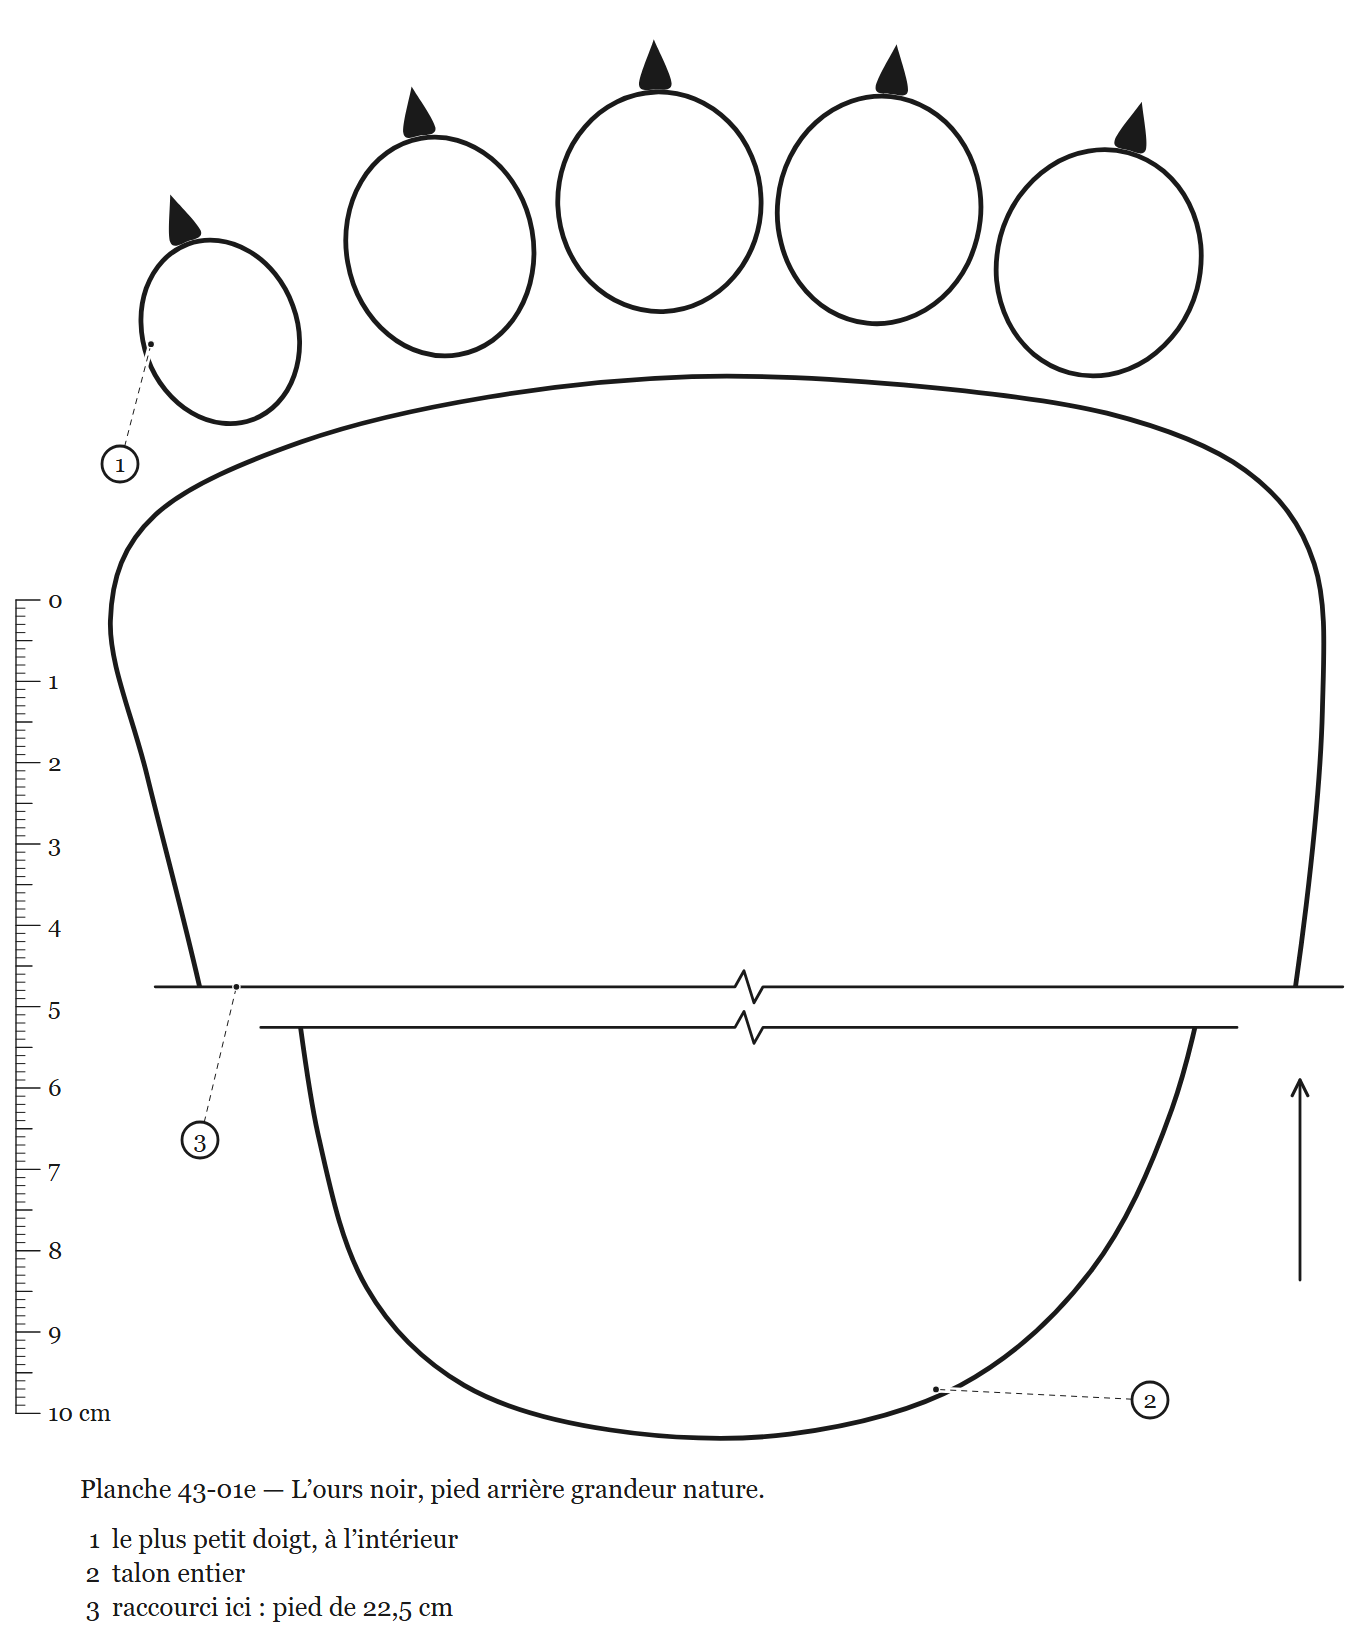 1
0
1
2
3
4
5
6
7
8
9
10 cm
3
2
Planche 43-01e — L’ours noir, pied arrière grandeur nature.
1 le plus petit doigt, à l’intérieur
2 talon entier
3 raccourci ici : pied de 22,5 cm